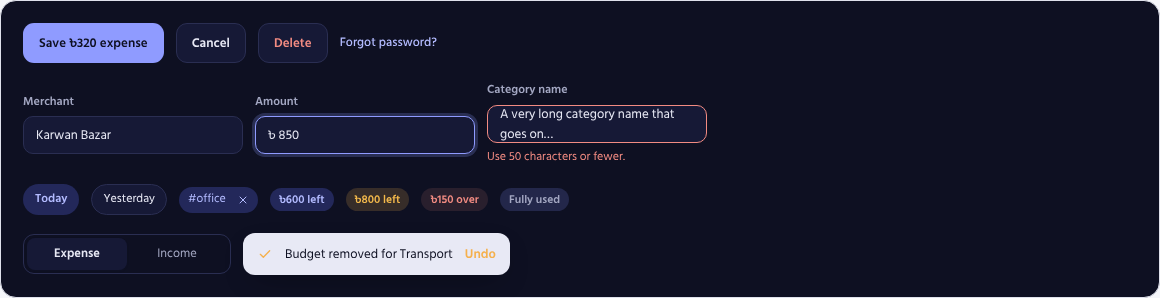 Save ৳320 expense
Cancel
Delete
Forgot password?
Merchant
Amount
Category name
Karwan Bazar
৳ 850
A very long category name that
goes on...
Use 50 characters or fewer.
Today
Yesterday
#office ×
৳600 left
৳800 left
৳150 over
Fully used
Expense
Income
Budget removed for Transport
Undo